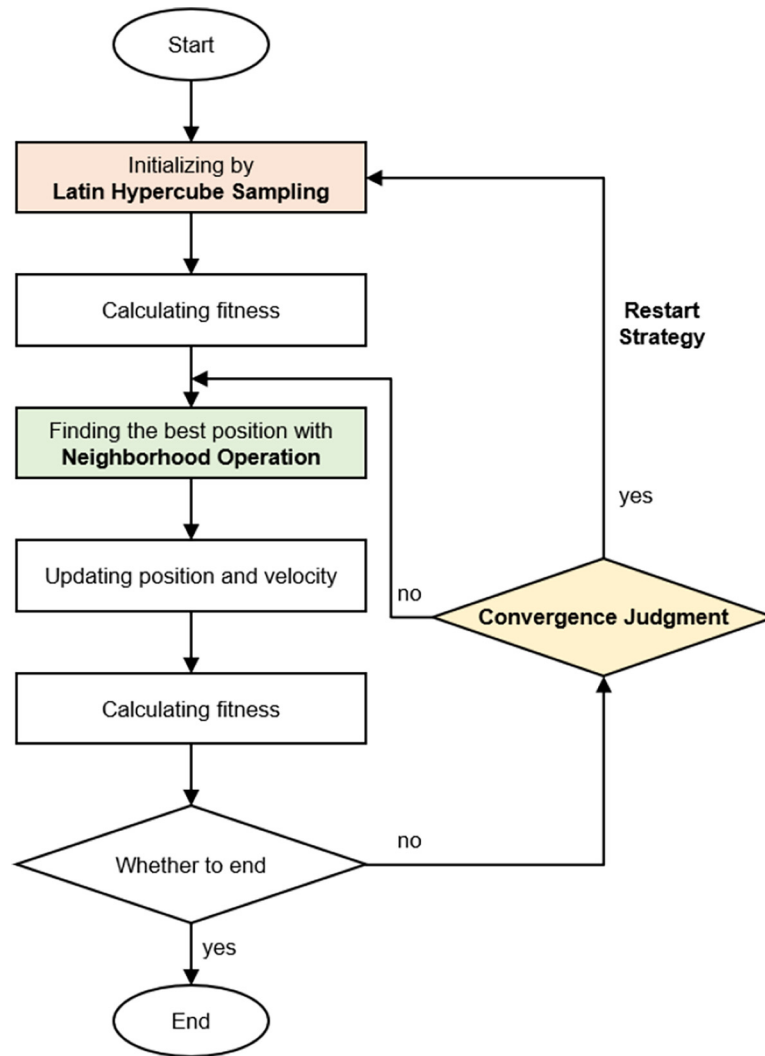 Start
Initializing by
Latin Hypercube Sampling
Calculating fitness
Restart
Strategy
Finding the best position with
Neighborhood Operation
yes
Updating position and velocity
no
Convergence Judgment
Calculating fitness
Whether to end
no
yes
End